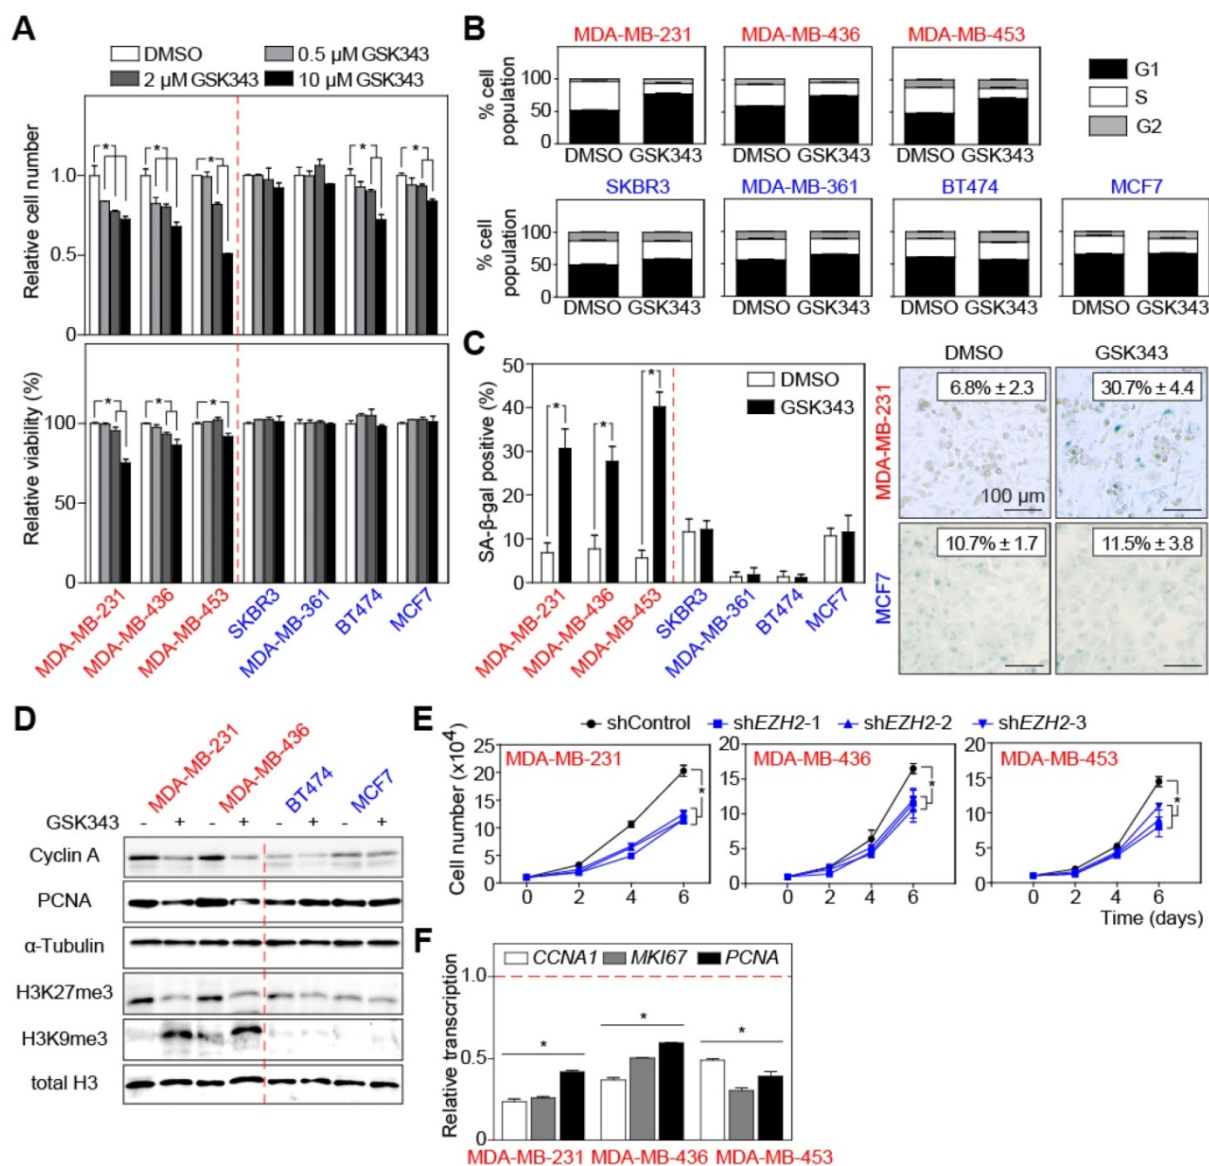 A
DMSO 0.5 µM GSK343
2 µM GSK343 10 µM GSK343
Relative cell number
1.0
0.5
0
* * * * *
Relative viability (%)
100
50
0
* * *
MDA-MB-231 MDA-MB-436 MDA-MB-453 SKBR3 MDA-MB-361 BT474 MCF7
B
MDA-MB-231 MDA-MB-436 MDA-MB-453
% cell population
100
50
0
DMSO GSK343 DMSO GSK343 DMSO GSK343
G1
S
G2
SKBR3 MDA-MB-361 BT474 MCF7
% cell population
100
50
0
DMSO GSK343 DMSO GSK343 DMSO GSK343 DMSO GSK343
C
SA-β-gal positive (%)
50
40
30
20
10
0
DMSO
GSK343
* * *
MDA-MB-231 MDA-MB-436 MDA-MB-453 SKBR3 MDA-MB-361 BT474 MCF7
DMSO GSK343
MDA-MB-231
6.8% ± 2.3 30.7% ± 4.4
100 µm
MCF7
10.7% ± 1.7 11.5% ± 3.8
D
MDA-MB-231 MDA-MB-436 BT474 MCF7
GSK343 - + - + - + - +
Cyclin A
PCNA
α-Tubulin
H3K27me3
H3K9me3
total H3
E
shControl shEZH2-1 shEZH2-2 shEZH2-3
Cell number (x10⁴)
MDA-MB-231
25
20
15
10
5
0
0 2 4 6
*
MDA-MB-436
20
15
10
5
0
0 2 4 6
*
MDA-MB-453
20
15
10
5
0
0 2 4 6
*
Time (days)
F
CCNA1 MKI67 PCNA
Relative transcription
1.0
0.5
0
* * *
MDA-MB-231 MDA-MB-436 MDA-MB-453